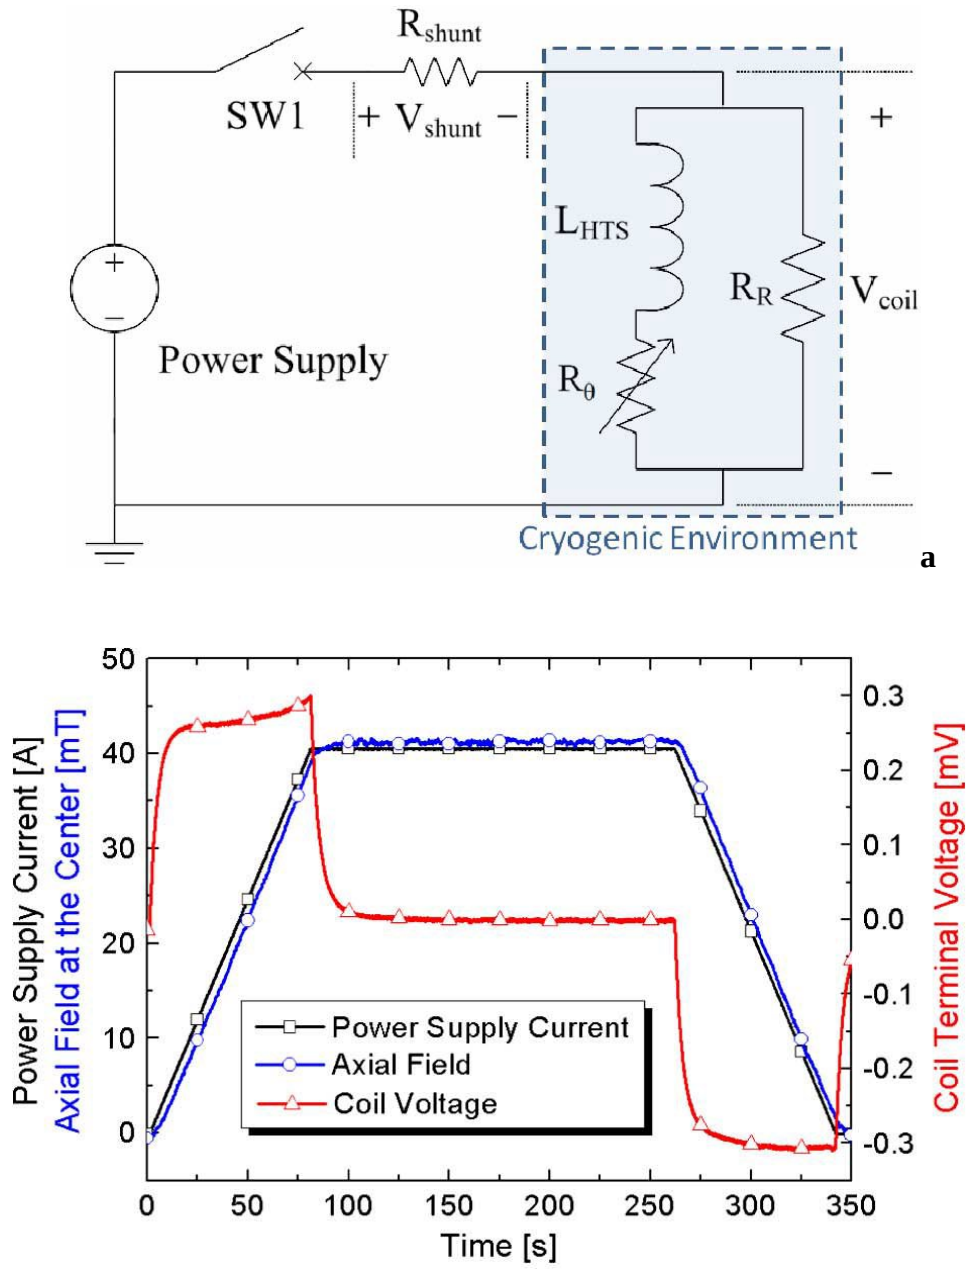 R_shunt
SW1
+ V_shunt −
+
−
Power Supply
L_HTS
R_θ
R_R
+
V_coil
−
Cryogenic Environment
a
Power Supply Current [A]
Axial Field at the Center [mT]
50
40
30
20
10
0
Power Supply Current
Axial Field
Coil Voltage
0.3
0.2
0.1
0.0
-0.1
-0.2
-0.3
Coil Terminal Voltage [mV]
0 50 100 150 200 250 300 350
Time [s]